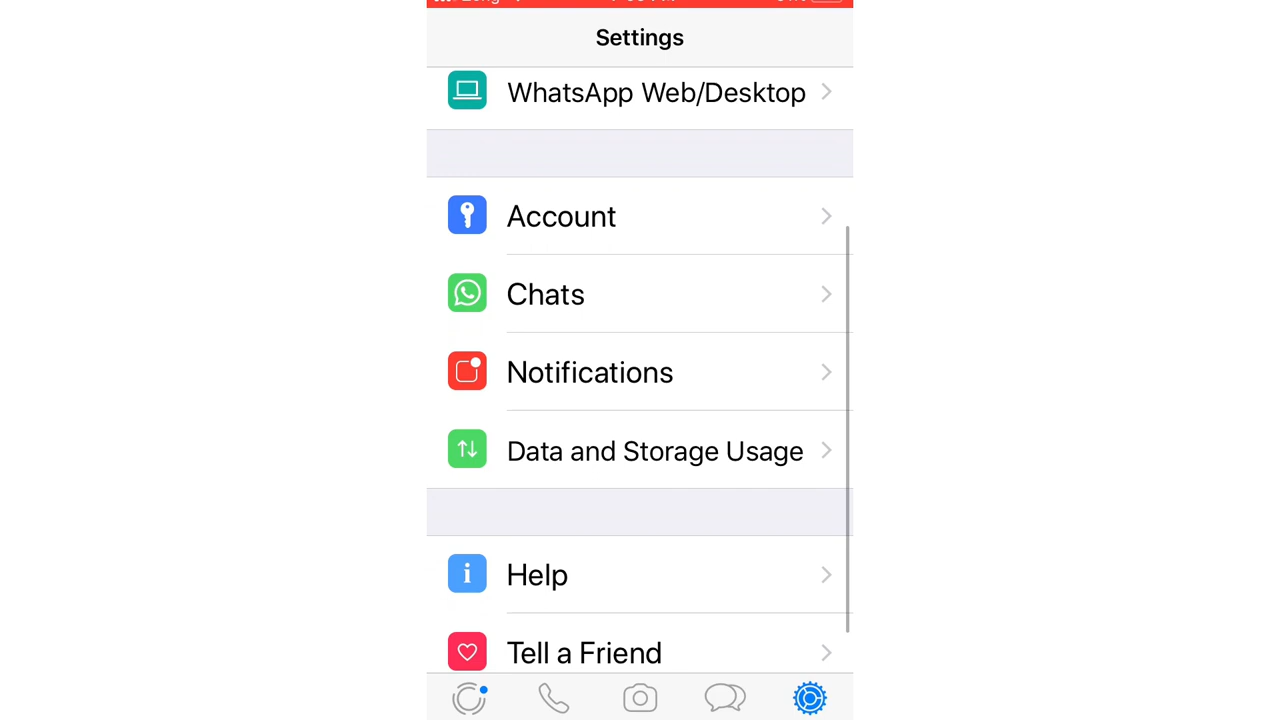 Settings
WhatsApp Web/Desktop
Account
Chats
Notifications
Data and Storage Usage
Help
Tell a Friend